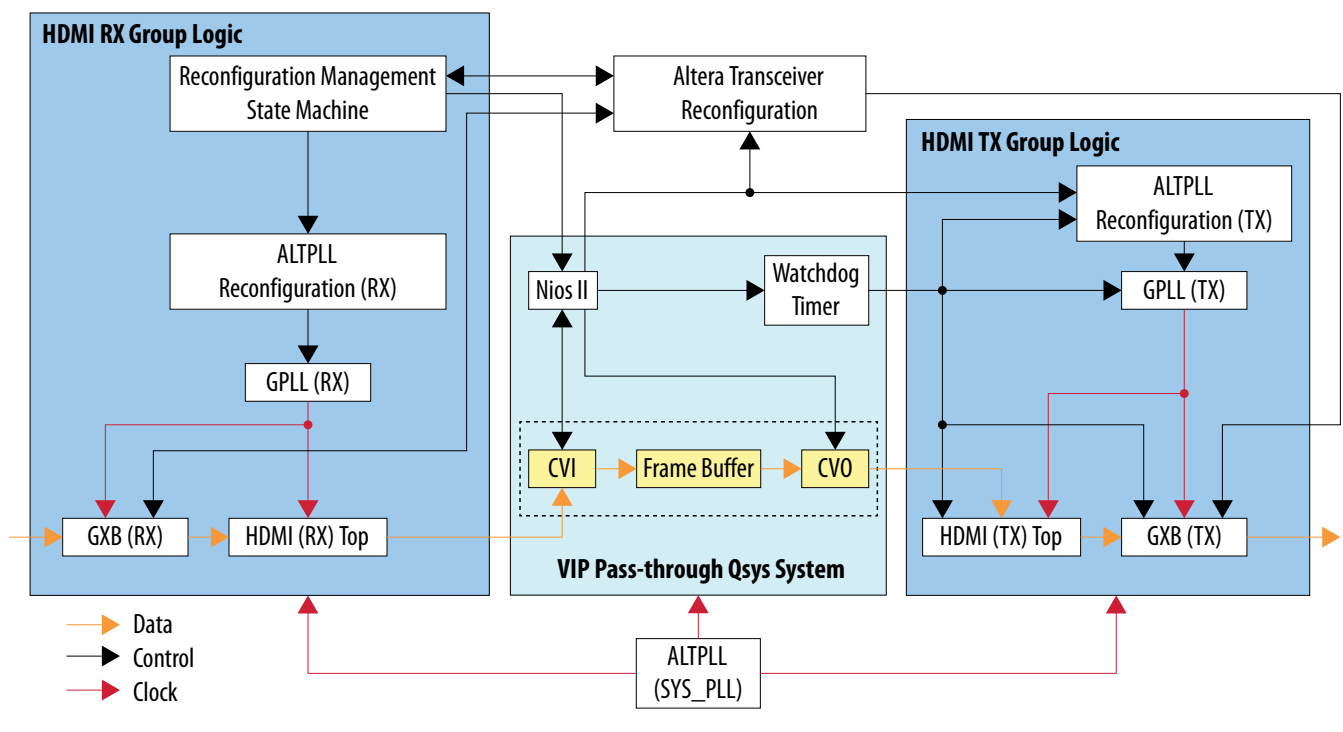 HDMI RX Group Logic
Reconfiguration Management
State Machine
Altera Transceiver
Reconfiguration
HDMI TX Group Logic
ALTPLL
Reconfiguration (TX)
ALTPLL
Reconfiguration (RX)
Nios II
Watchdog
Timer
GPLL (TX)
GPLL (RX)
CVI
Frame Buffer
CVO
GXB (RX)
HDMI (RX) Top
HDMI (TX) Top
GXB (TX)
VIP Pass-through Qsys System
Data
Control
Clock
ALTPLL
(SYS_PLL)